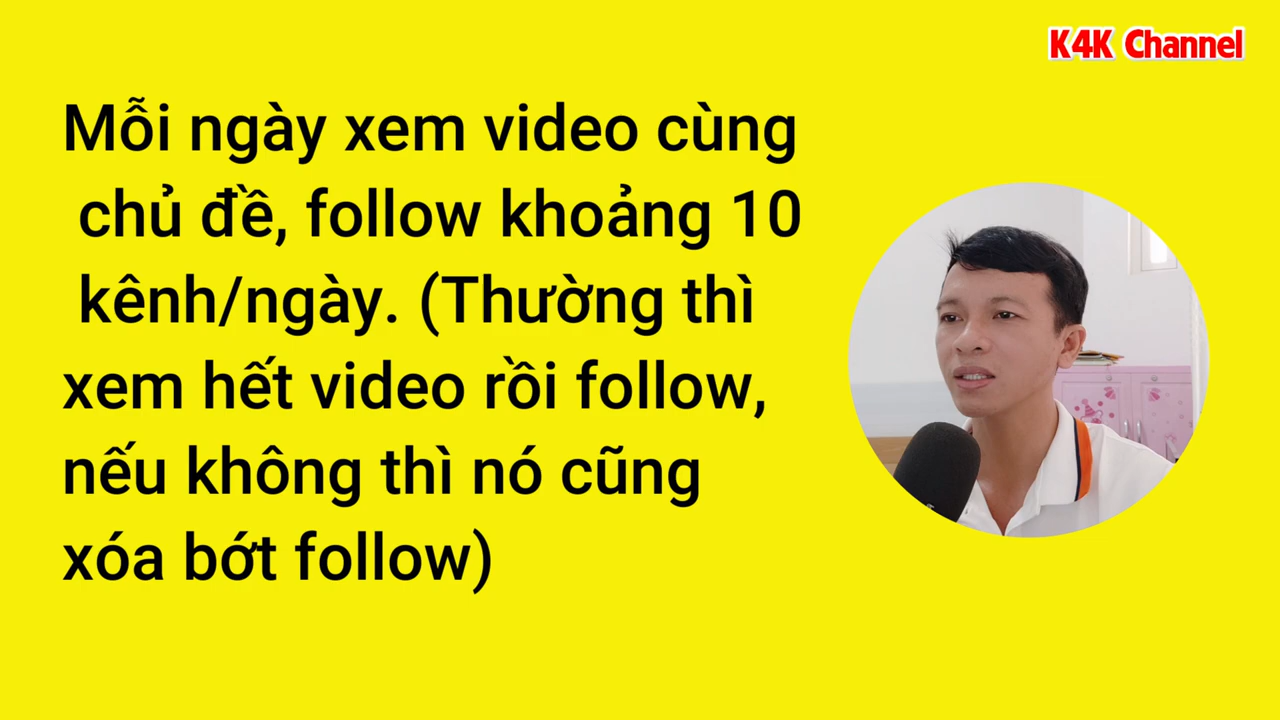 K4K Channel
Mỗi ngày xem video cùng
chủ đề, follow khoảng 10
kênh/ngày. (Thường thì
xem hết video rồi follow,
nếu không thì nó cũng
xóa bớt follow)